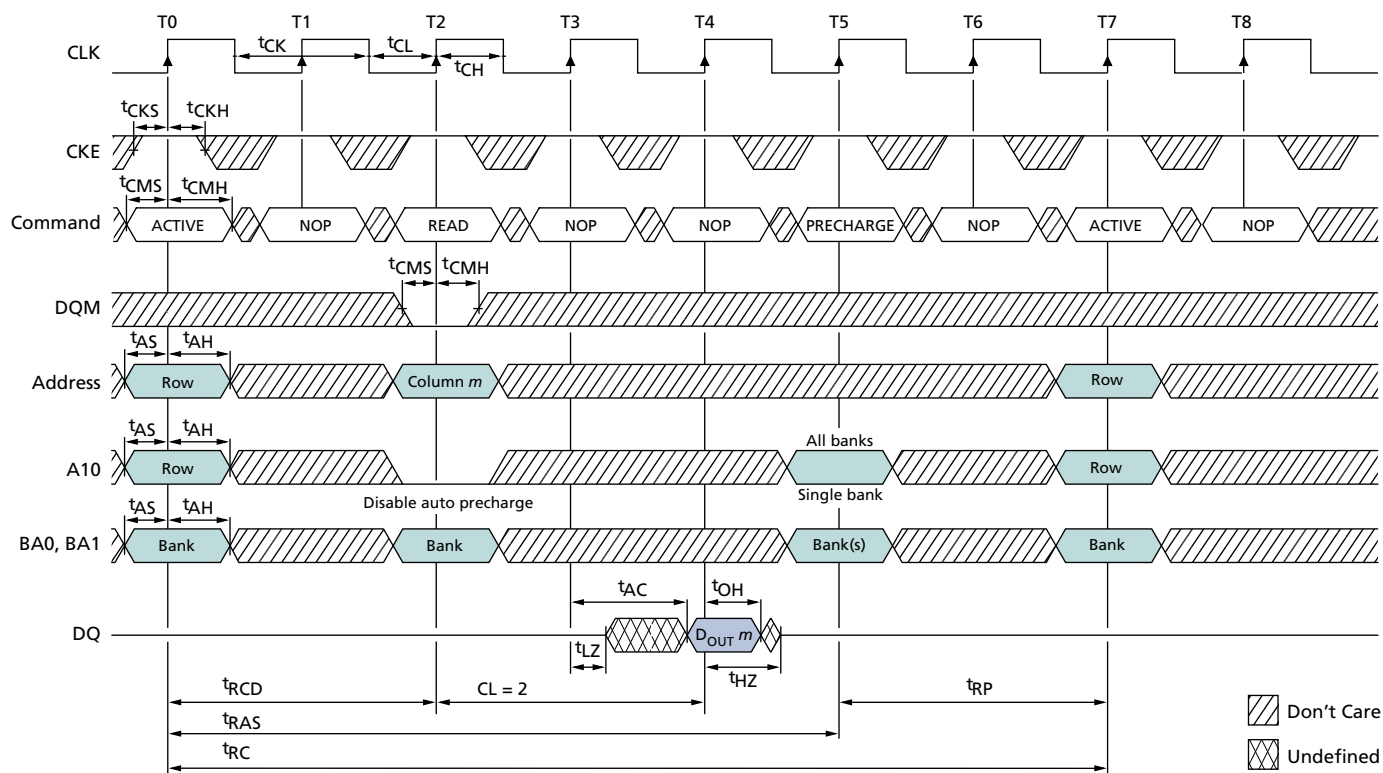 T0 T1 T2 T3 T4 T5 T6 T7 T8
CLK
tCK tCL
tCH
tCKS tCKH
CKE
tCMS tCMH
Command ACTIVE NOP READ NOP NOP PRECHARGE NOP ACTIVE NOP
tCMS tCMH
DQM
tAS tAH
Address Row Column m Row
tAS tAH
All banks
A10 Row Row
Disable auto precharge Single bank
tAS tAH
BA0, BA1 Bank Bank Bank(s) Bank
tAC tOH
DQ DOUT m
tLZ
tHZ
tRCD CL = 2 tRP
tRAS
tRC
Don't Care
Undefined